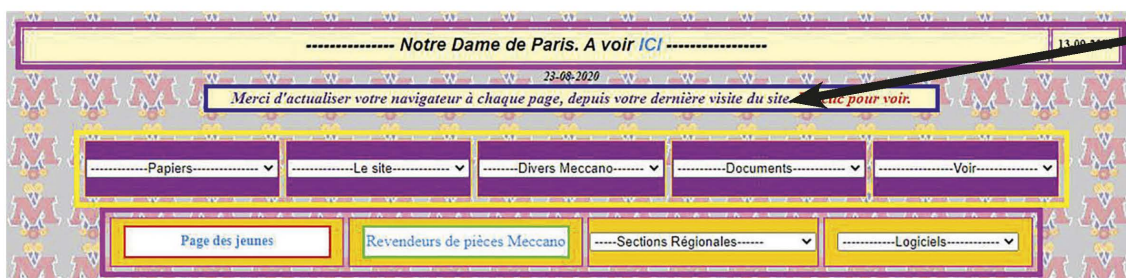 --------------- Notre Dame de Paris. A voir ICI -----------------
23-08-2020
Merci d'actualiser votre navigateur à chaque page, depuis votre dernière visite du site. clic pour voir.
-------------Papiers--------------- -------------Le site------------- --------Divers Meccano------- ------------Documents---------- ----------------Voir-------------
Page des jeunes Revendeurs de pièces Meccano -----Sections Régionales------ ------------Logiciels------------